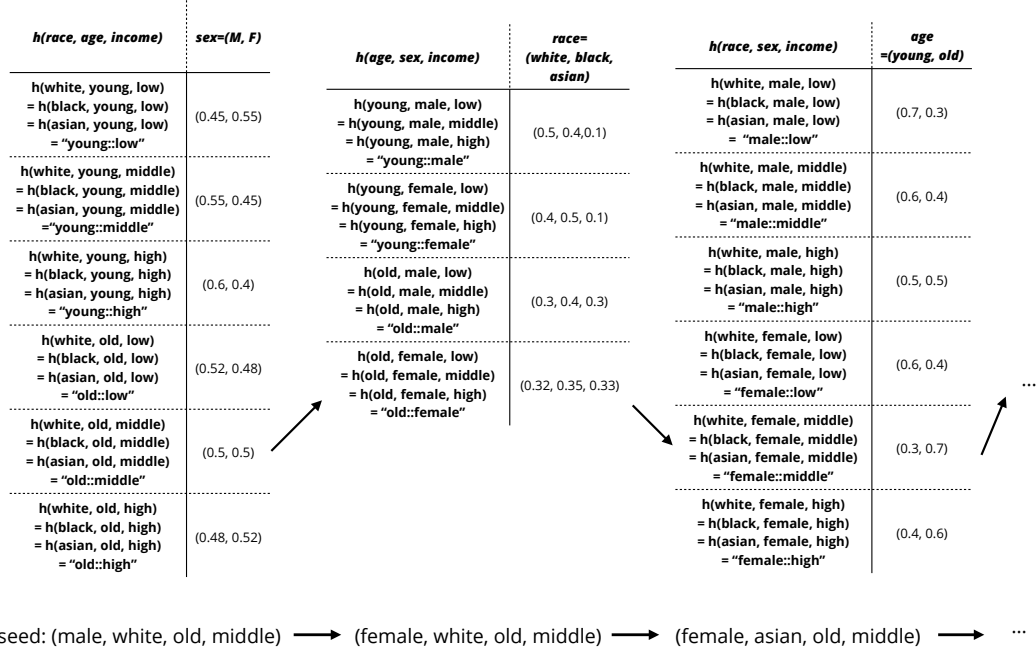 h(race, age, income) sex=(M, F)
h(white, young, low)
= h(black, young, low)
= h(asian, young, low)
= “young::low”
(0.45, 0.55)
h(white, young, middle)
= h(black, young, middle)
= h(asian, young, middle)
=“young::middle”
(0.55, 0.45)
h(white, young, high)
= h(black, young, high)
= h(asian, young, high)
= “young::high”
(0.6, 0.4)
h(white, old, low)
= h(black, old, low)
= h(asian, old, low)
= “old::low”
(0.52, 0.48)
h(white, old, middle)
= h(black, old, middle)
= h(asian, old, middle)
= “old::middle”
(0.5, 0.5)
h(white, old, high)
= h(black, old, high)
= h(asian, old, high)
= “old::high”
(0.48, 0.52)
h(age, sex, income)
race=
(white, black,
asian)
h(young, male, low)
= h(young, male, middle)
= h(young, male, high)
= “young::male”
(0.5, 0.4,0.1)
h(young, female, low)
= h(young, female, middle)
= h(young, female, high)
= “young::female”
(0.4, 0.5, 0.1)
h(old, male, low)
= h(old, male, middle)
= h(old, male, high)
= “old::male”
(0.3, 0.4, 0.3)
h(old, female, low)
= h(old, female, middle)
= h(old, female, high)
= “old::female”
(0.32, 0.35, 0.33)
h(race, sex, income)
age
=(young, old)
h(white, male, low)
= h(black, male, low)
= h(asian, male, low)
= “male::low”
(0.7, 0.3)
h(white, male, middle)
= h(black, male, middle)
= h(asian, male, middle)
= “male::middle”
(0.6, 0.4)
h(white, male, high)
= h(black, male, high)
= h(asian, male, high)
= “male::high”
(0.5, 0.5)
h(white, female, low)
= h(black, female, low)
= h(asian, female, low)
= “female::low”
(0.6, 0.4)
h(white, female, middle)
= h(black, female, middle)
= h(asian, female, middle)
= “female::middle”
(0.3, 0.7)
h(white, female, high)
= h(black, female, high)
= h(asian, female, high)
= “female::high”
(0.4, 0.6)
...
seed: (male, white, old, middle) (female, white, old, middle) (female, asian, old, middle) ...